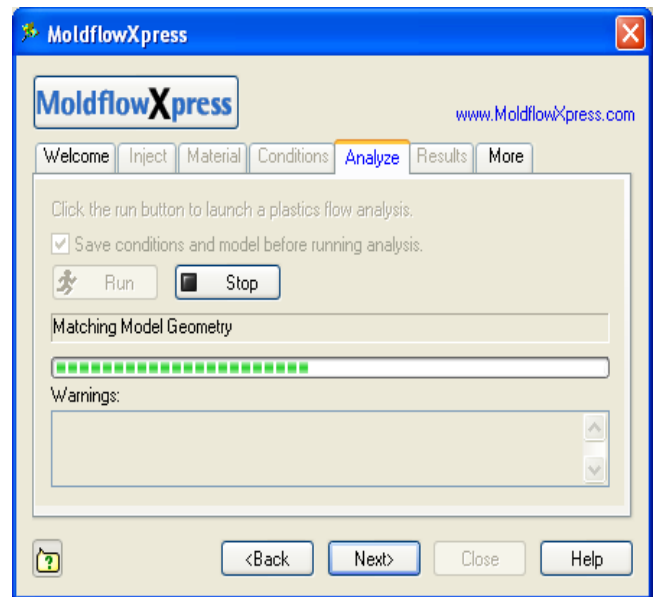 MoldflowXpress
MoldflowXpress
www.MoldflowXpress.com
Welcome Inject Material Conditions Analyze Results More
Click the run button to launch a plastics flow analysis.
Save conditions and model before running analysis.
Run Stop
Matching Model Geometry
Warnings:
? <Back Next> Close Help